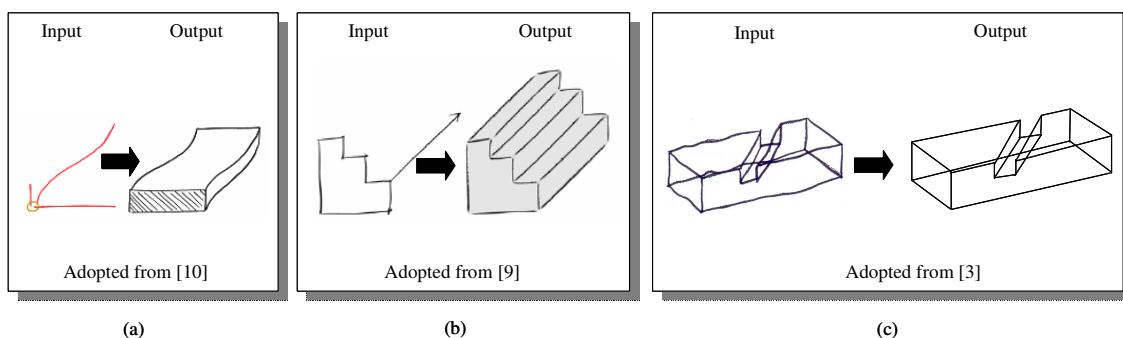 Input Output
Adopted from [10]
(a)
Input Output
Adopted from [9]
(b)
Input Output
Adopted from [3]
(c)